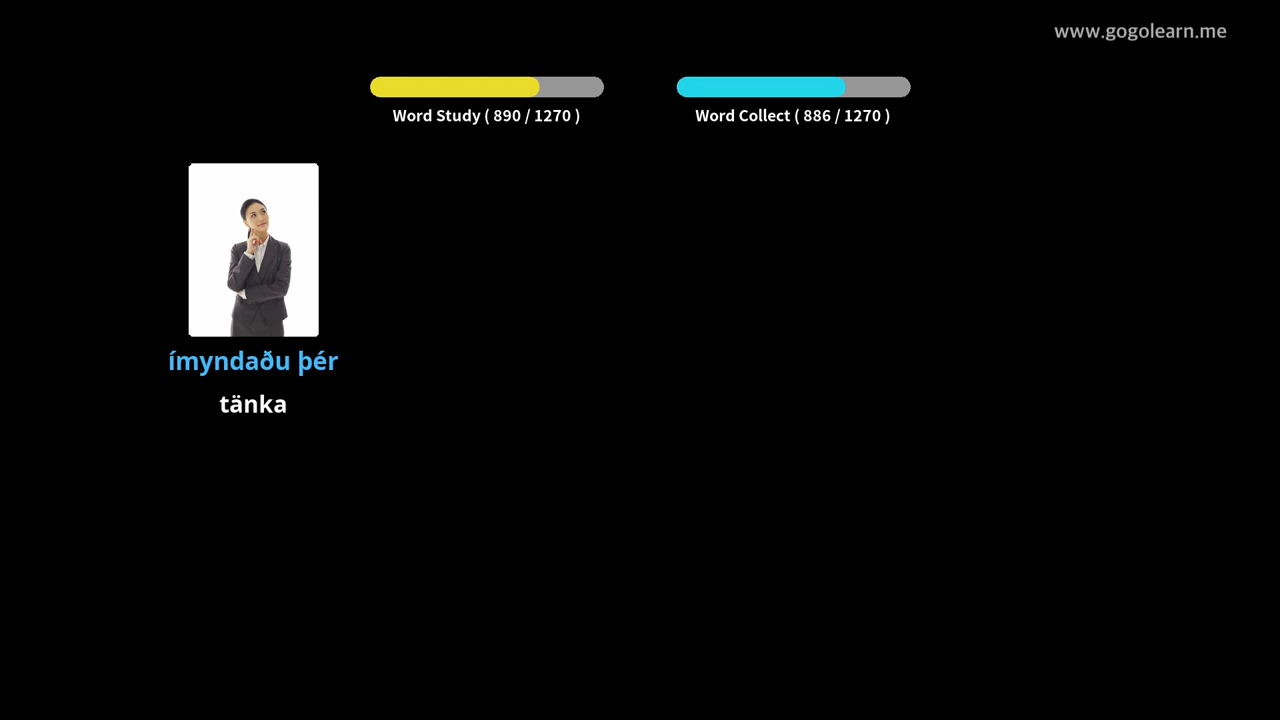 www.gogolearn.me
Word Study ( 890 / 1270 )
Word Collect ( 886 / 1270 )
ímyndaðu þér
tänka